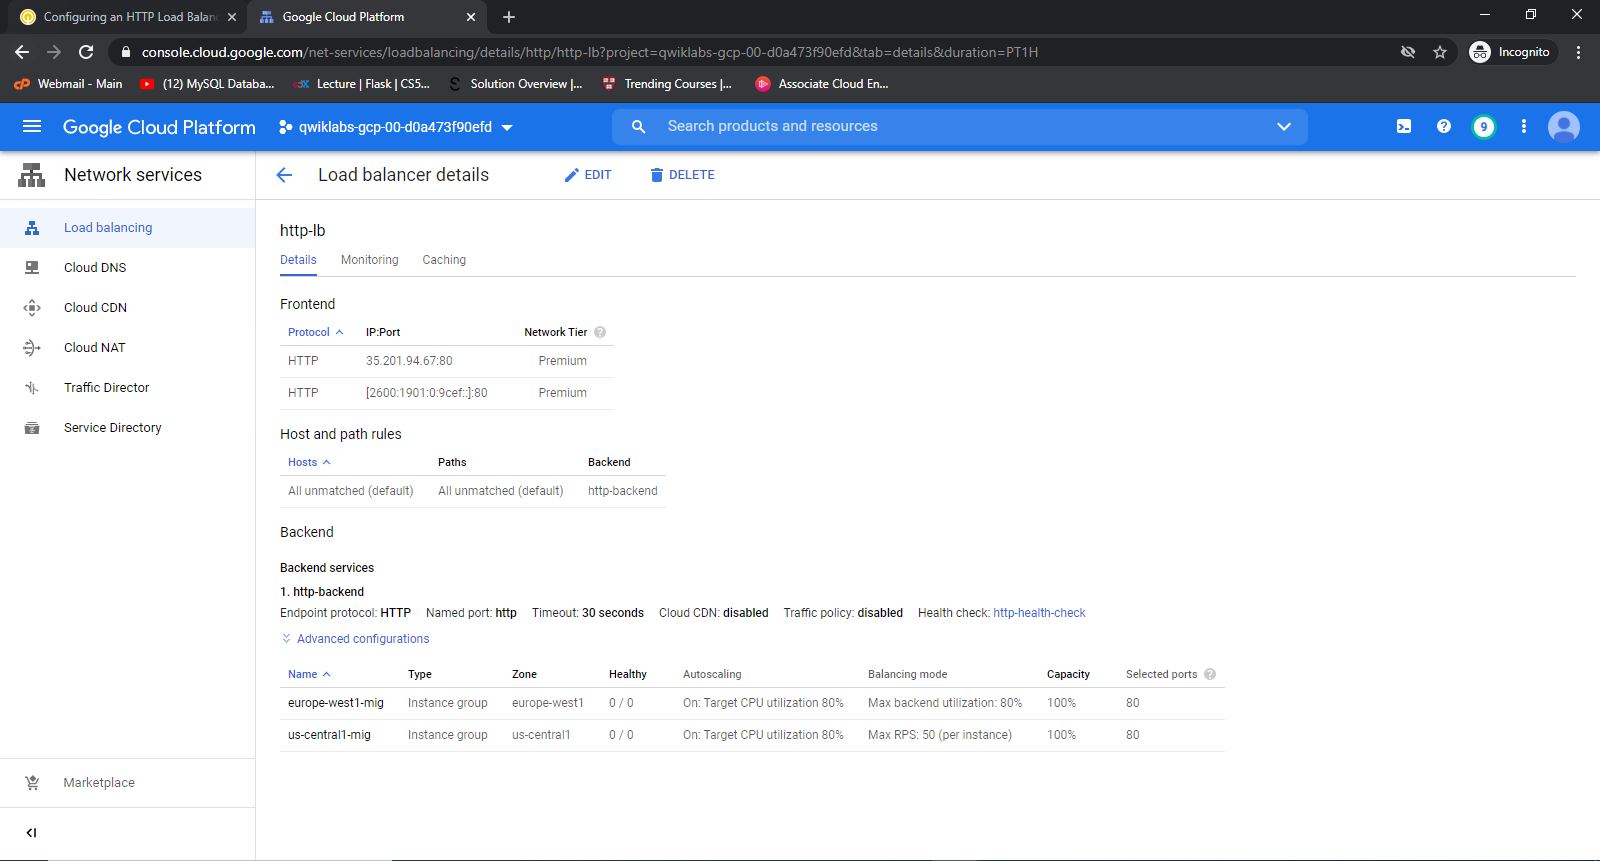 Configuring an HTTP Load Balanc
Google Cloud Platform
console.cloud.google.com/net-services/loadbalancing/details/http/http-lb?project=qwiklabs-gcp-00-d0a473f90efd&tab=details&duration=PT1H
Incognito
Webmail - Main
(12) MySQL Databa...
Lecture | Flask | CS5...
Solution Overview |...
Trending Courses |...
Associate Cloud En...
Google Cloud Platform
qwiklabs-gcp-00-d0a473f90efd
Search products and resources
9
Network services
Load balancer details
EDIT
DELETE
Load balancing
Cloud DNS
Cloud CDN
Cloud NAT
Traffic Director
Service Directory
Marketplace
http-lb
Details Monitoring Caching
Frontend
Protocol IP:Port Network Tier
HTTP 35.201.94.67:80 Premium
HTTP [2600:1901:0:9cef::]:80 Premium
Host and path rules
Hosts Paths Backend
All unmatched (default) All unmatched (default) http-backend
Backend
Backend services
1. http-backend
Endpoint protocol: HTTP Named port: http Timeout: 30 seconds Cloud CDN: disabled Traffic policy: disabled Health check: http-health-check
Advanced configurations
Name Type Zone Healthy Autoscaling Balancing mode Capacity Selected ports
europe-west1-mig Instance group europe-west1 0 / 0 On: Target CPU utilization 80% Max backend utilization: 80% 100% 80
us-central1-mig Instance group us-central1 0 / 0 On: Target CPU utilization 80% Max RPS: 50 (per instance) 100% 80